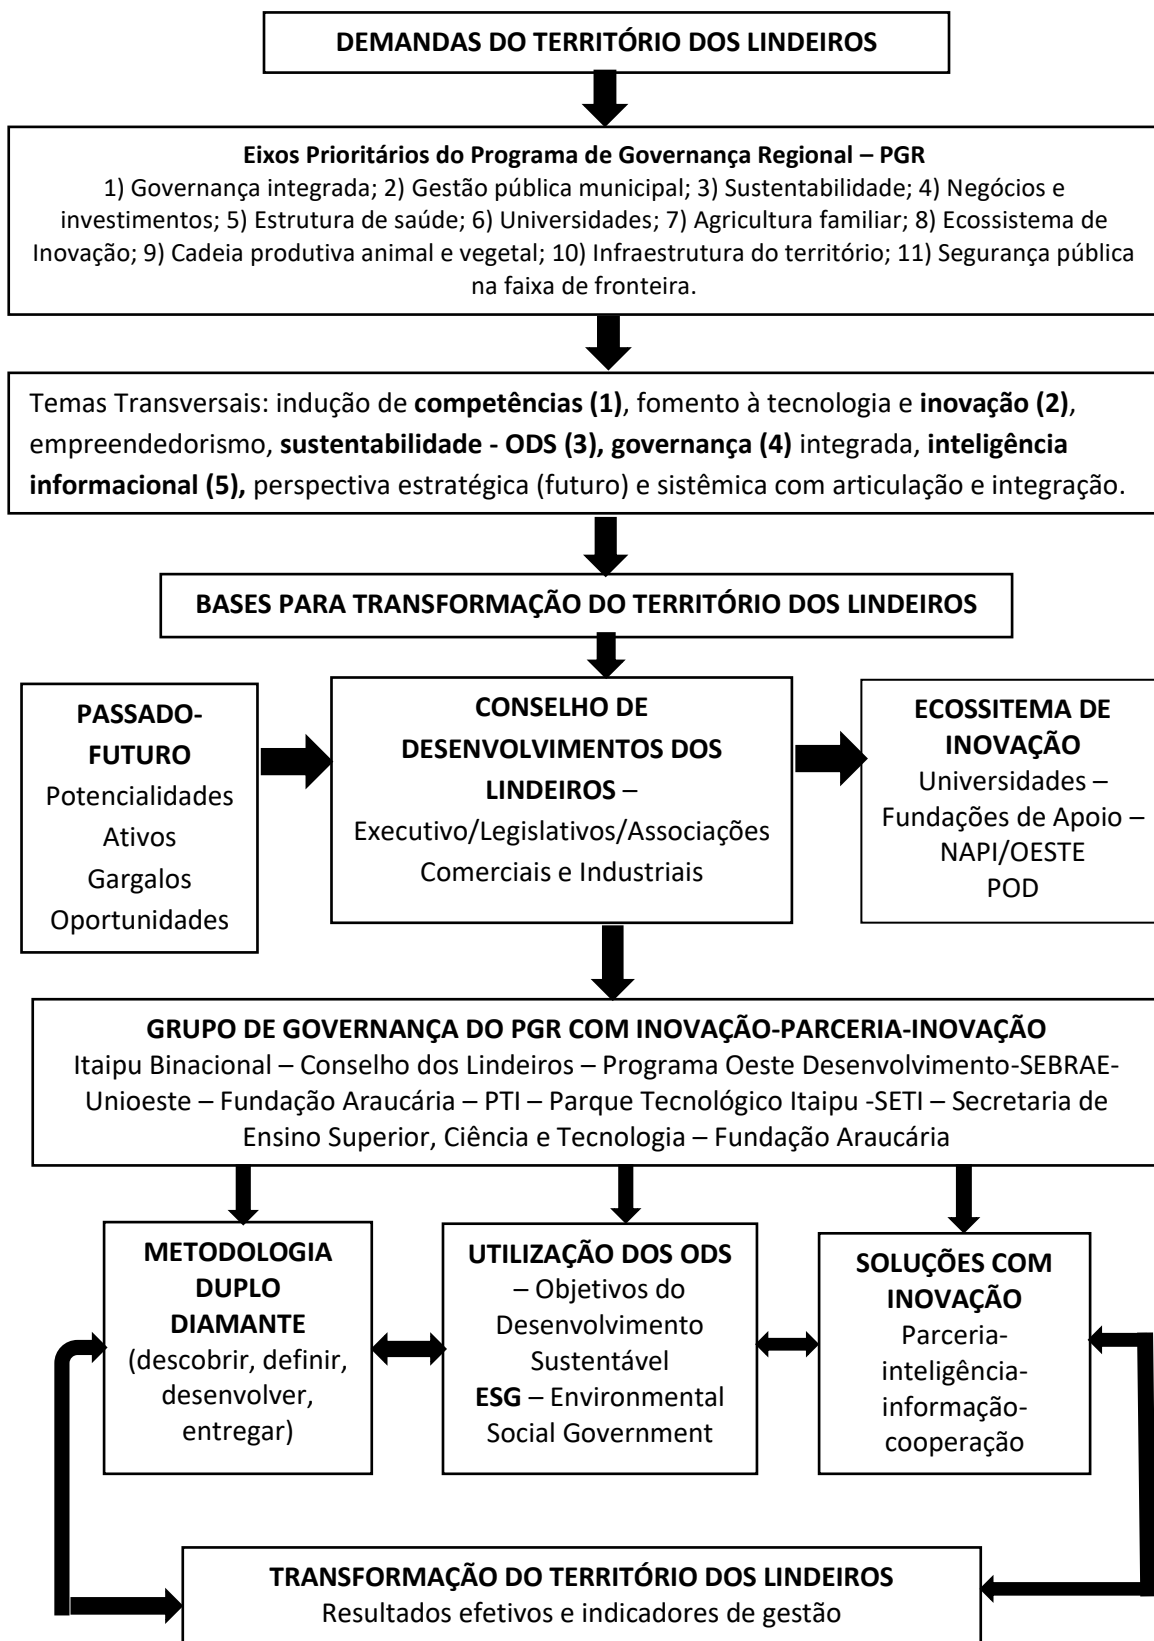 DEMANDAS DO TERRITÓRIO DOS LINDEIROS
Eixos Prioritários do Programa de Governança Regional – PGR
1) Governança integrada; 2) Gestão pública municipal; 3) Sustentabilidade; 4) Negócios e
investimentos; 5) Estrutura de saúde; 6) Universidades; 7) Agricultura familiar; 8) Ecossistema de
Inovação; 9) Cadeia produtiva animal e vegetal; 10) Infraestrutura do território; 11) Segurança pública
na faixa de fronteira.
Temas Transversais: indução de competências (1), fomento à tecnologia e inovação (2),
empreendedorismo, sustentabilidade - ODS (3), governança (4) integrada, inteligência
informacional (5), perspectiva estratégica (futuro) e sistêmica com articulação e integração.
BASES PARA TRANSFORMAÇÃO DO TERRITÓRIO DOS LINDEIROS
PASSADO-
FUTURO
Potencialidades
Ativos
Gargalos
Oportunidades
CONSELHO DE
DESENVOLVIMENTOS DOS
LINDEIROS –
Executivo/Legislativos/Associações
Comerciais e Industriais
ECOSSITEMA DE
INOVAÇÃO
Universidades –
Fundações de Apoio –
NAPI/OESTE
POD
GRUPO DE GOVERNANÇA DO PGR COM INOVAÇÃO-PARCERIA-INOVAÇÃO
Itaipu Binacional – Conselho dos Lindeiros – Programa Oeste Desenvolvimento-SEBRAE-
Unioeste – Fundação Araucária – PTI – Parque Tecnológico Itaipu -SETI – Secretaria de
Ensino Superior, Ciência e Tecnologia – Fundação Araucária
METODOLOGIA
DUPLO
DIAMANTE
(descobrir, definir,
desenvolver,
entregar)
UTILIZAÇÃO DOS ODS
– Objetivos do
Desenvolvimento
Sustentável
ESG – Environmental
Social Government
SOLUÇÕES COM
INOVAÇÃO
Parceria-
inteligência-
informação-
cooperação
TRANSFORMAÇÃO DO TERRITÓRIO DOS LINDEIROS
Resultados efetivos e indicadores de gestão